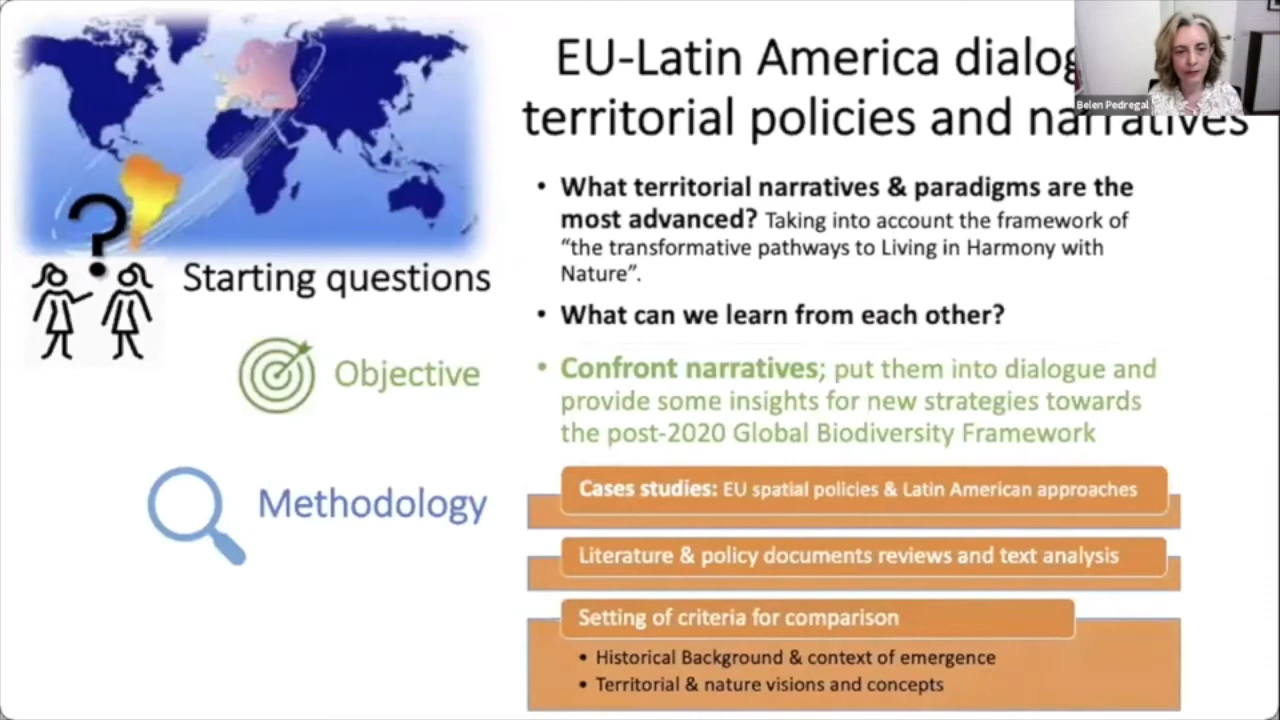 EU-Latin America
territorial policies and narratives
Belen Pedregal
• What territorial narratives & paradigms are the
most advanced? Taking into account the framework of
“the transformative pathways to Living in Harmony with
Nature”.
• What can we learn from each other?
?
Starting questions
Objective
• Confront narratives; put them into dialogue and
provide some insights for new strategies towards
the post-2020 Global Biodiversity Framework
Methodology
Cases studies: EU spatial policies & Latin American approaches
Literature & policy documents reviews and text analysis
Setting of criteria for comparison
• Historical Background & context of emergence
• Territorial & nature visions and concepts